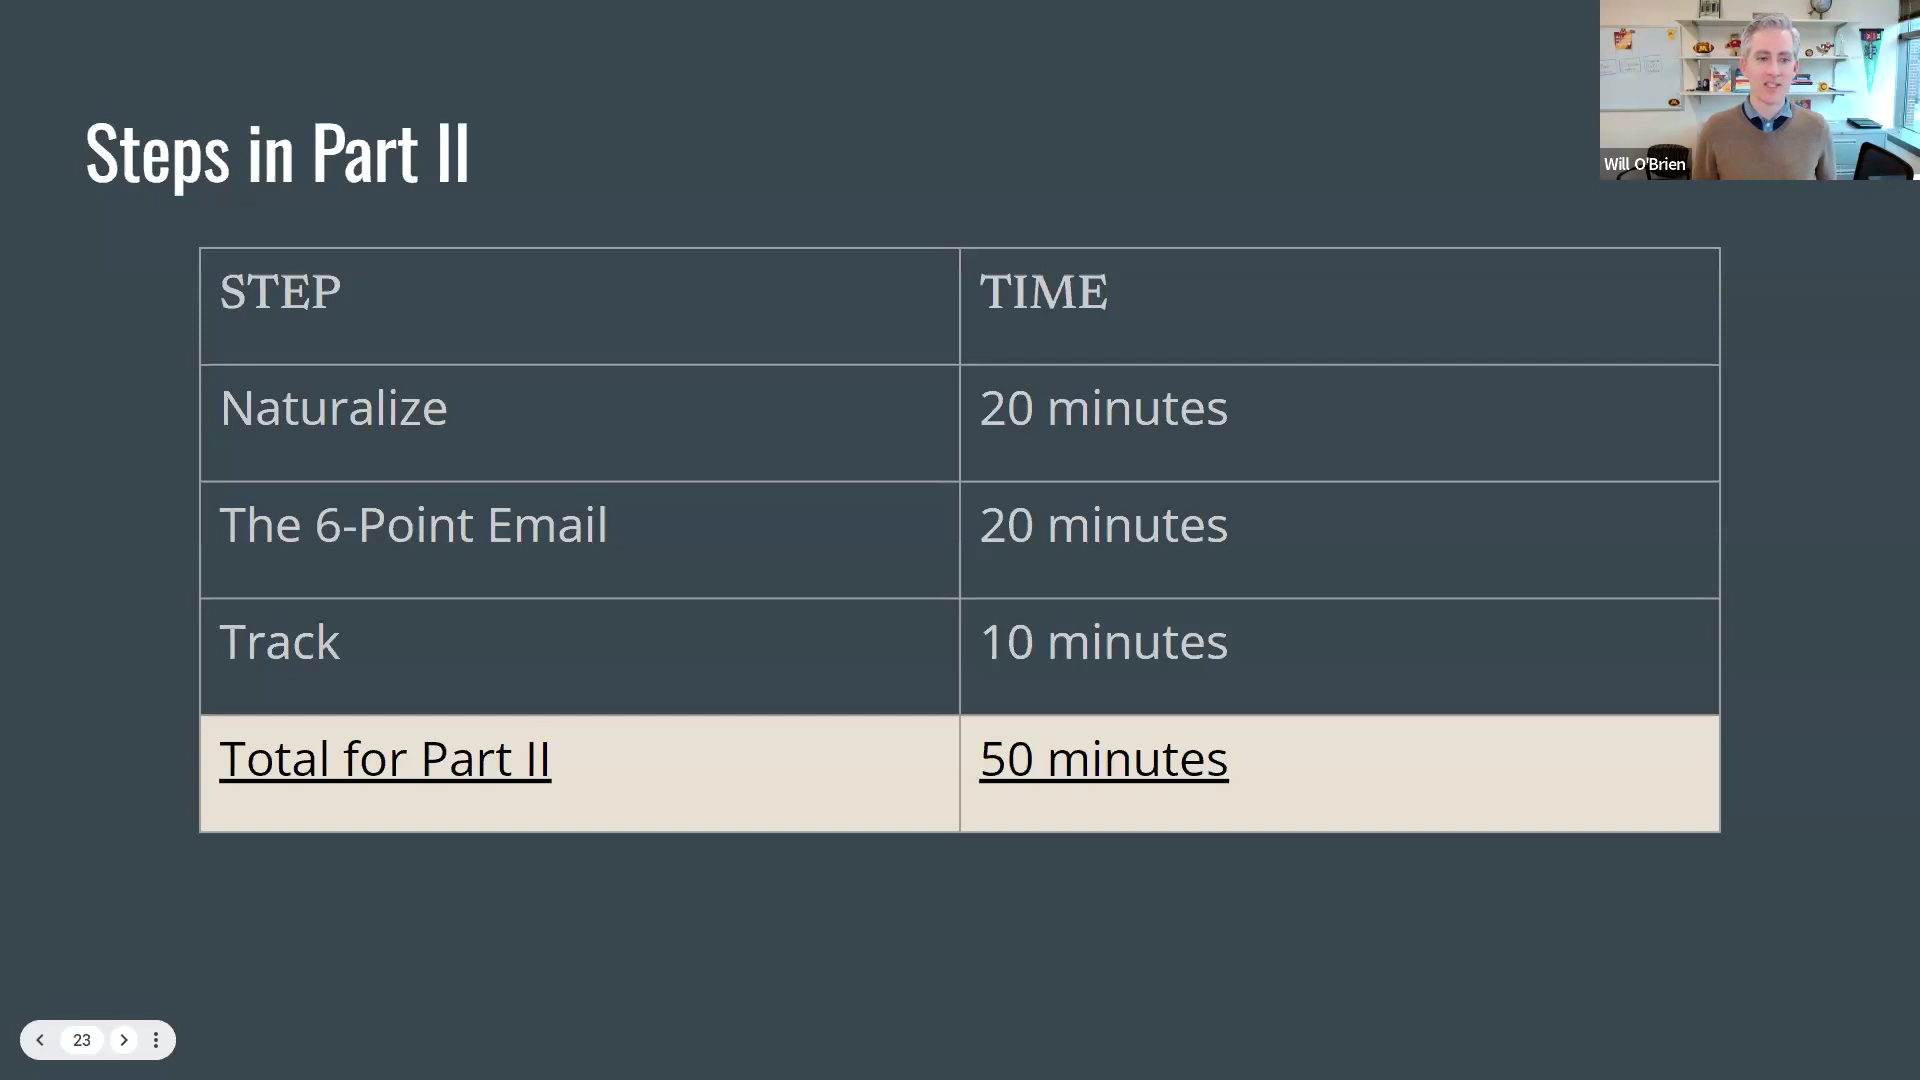 Steps in Part II
Will O'Brien
STEP TIME
Naturalize 20 minutes
The 6-Point Email 20 minutes
Track 10 minutes
Total for Part II 50 minutes
23